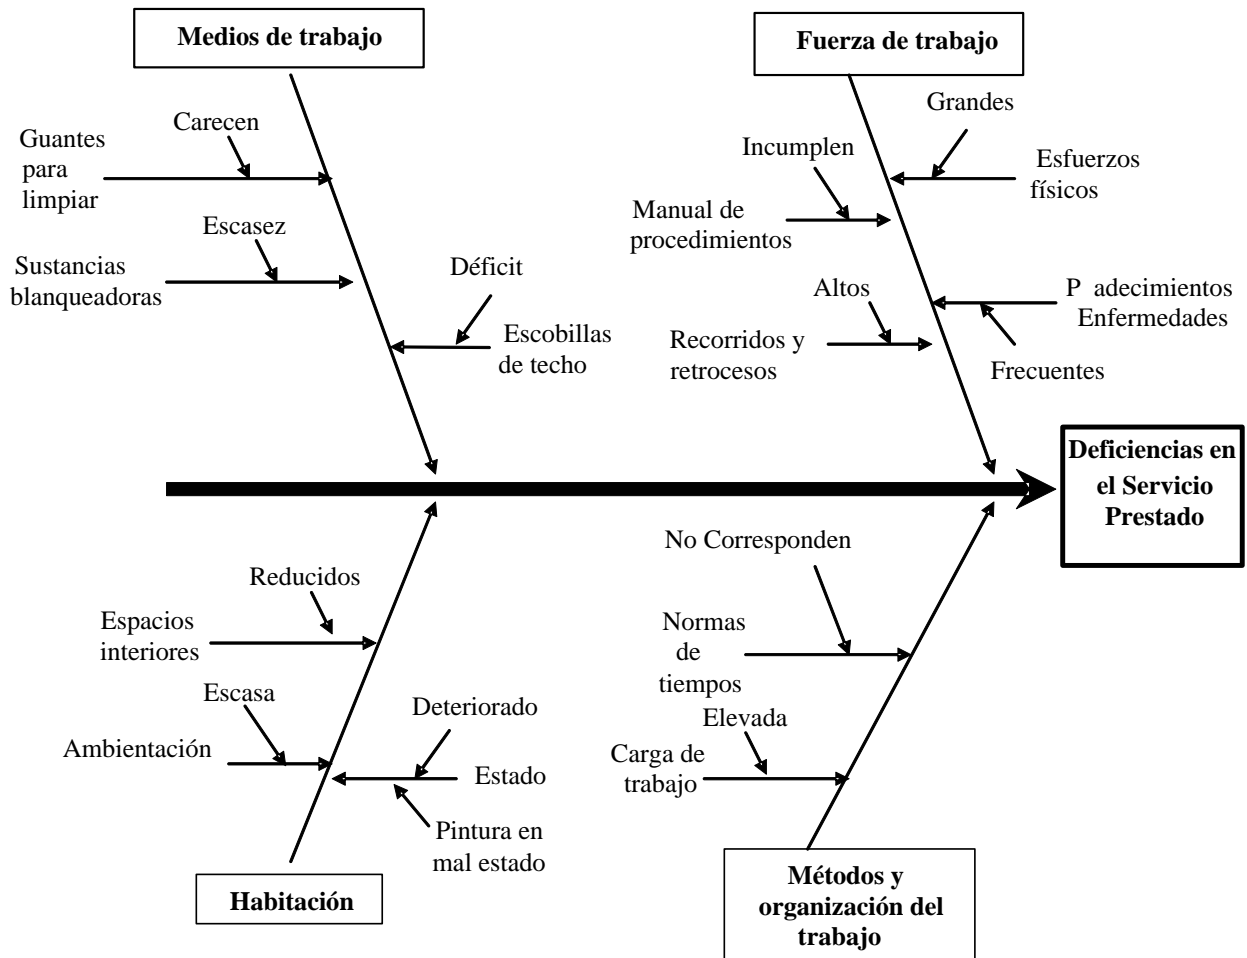 Medios de trabajo
Fuerza de trabajo
Carecen
Guantes
para
limpiar
Escasez
Sustancias
blanqueadoras
Déficit
Escobillas
de techo
Grandes
Incumplen
Esfuerzos
físicos
Manual de
procedimientos
Altos
P adecimientos
Enfermedades
Recorridos y
retrocesos
Frecuentes
Deficiencias en
el Servicio
Prestado
No Corresponden
Reducidos
Espacios
interiores
Normas
de
tiempos
Escasa
Ambientación
Deteriorado
Estado
Pintura en
mal estado
Elevada
Carga de
trabajo
Habitación
Métodos y
organización del
trabajo